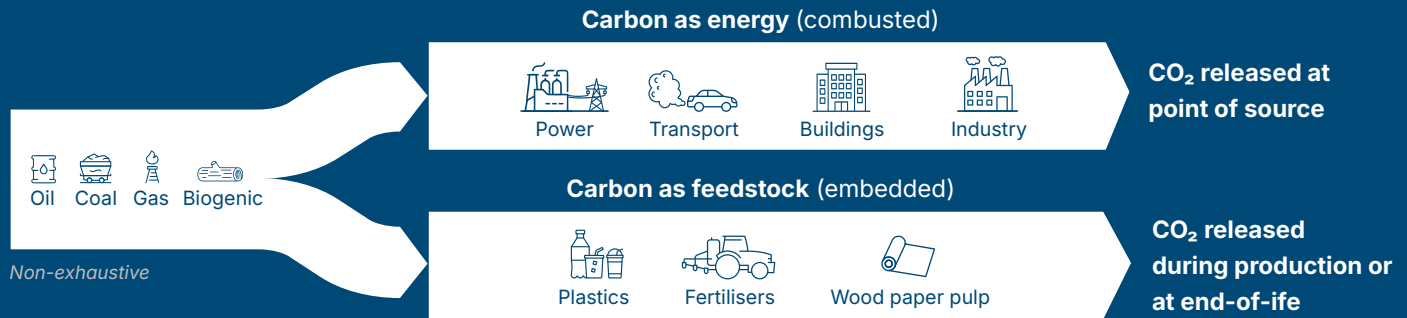 Carbon as energy (combusted)
Power Transport Buildings Industry
CO₂ released at
point of source
Oil Coal Gas Biogenic
Non-exhaustive
Carbon as feedstock (embedded)
Plastics Fertilisers Wood paper pulp
CO₂ released
during production or
at end-of-ife